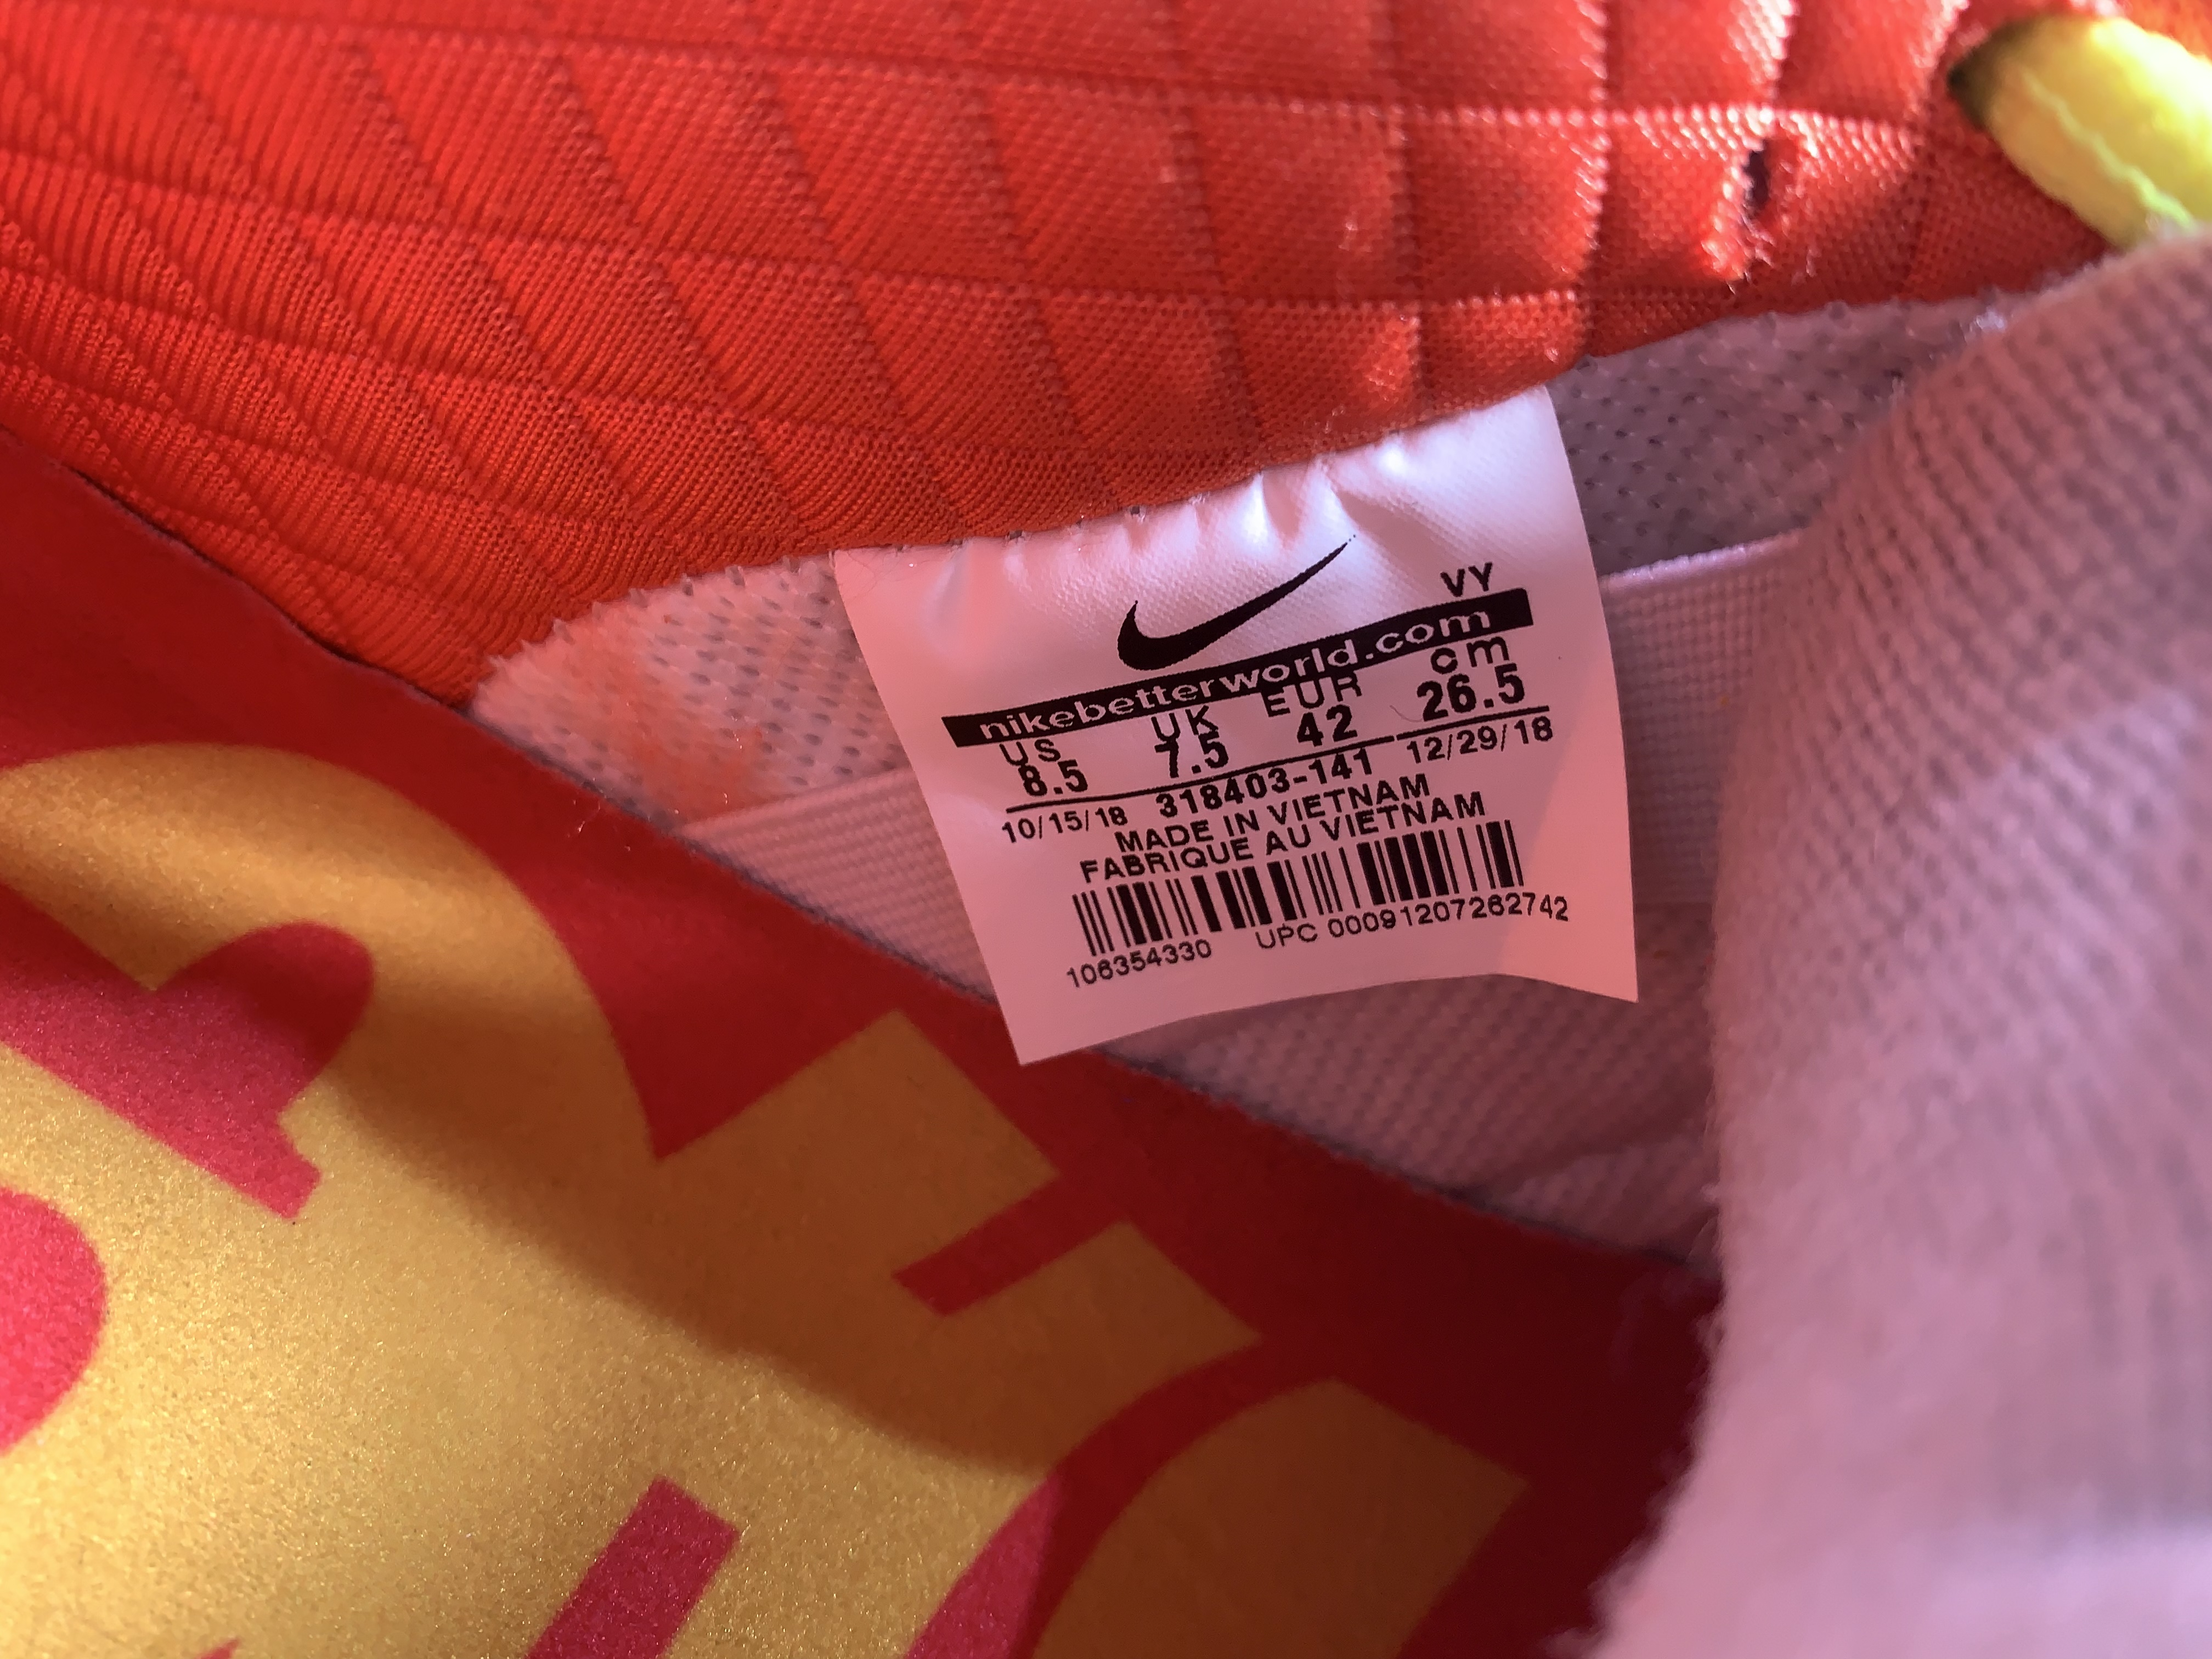 VY
nikebetterworld.com
US UK EUR cm
8.5 7.5 42 26.5
10/15/18 318403-141 12/29/18
MADE IN VIETNAM
FABRIQUE AU VIETNAM
106354330 UPC 00091207262742